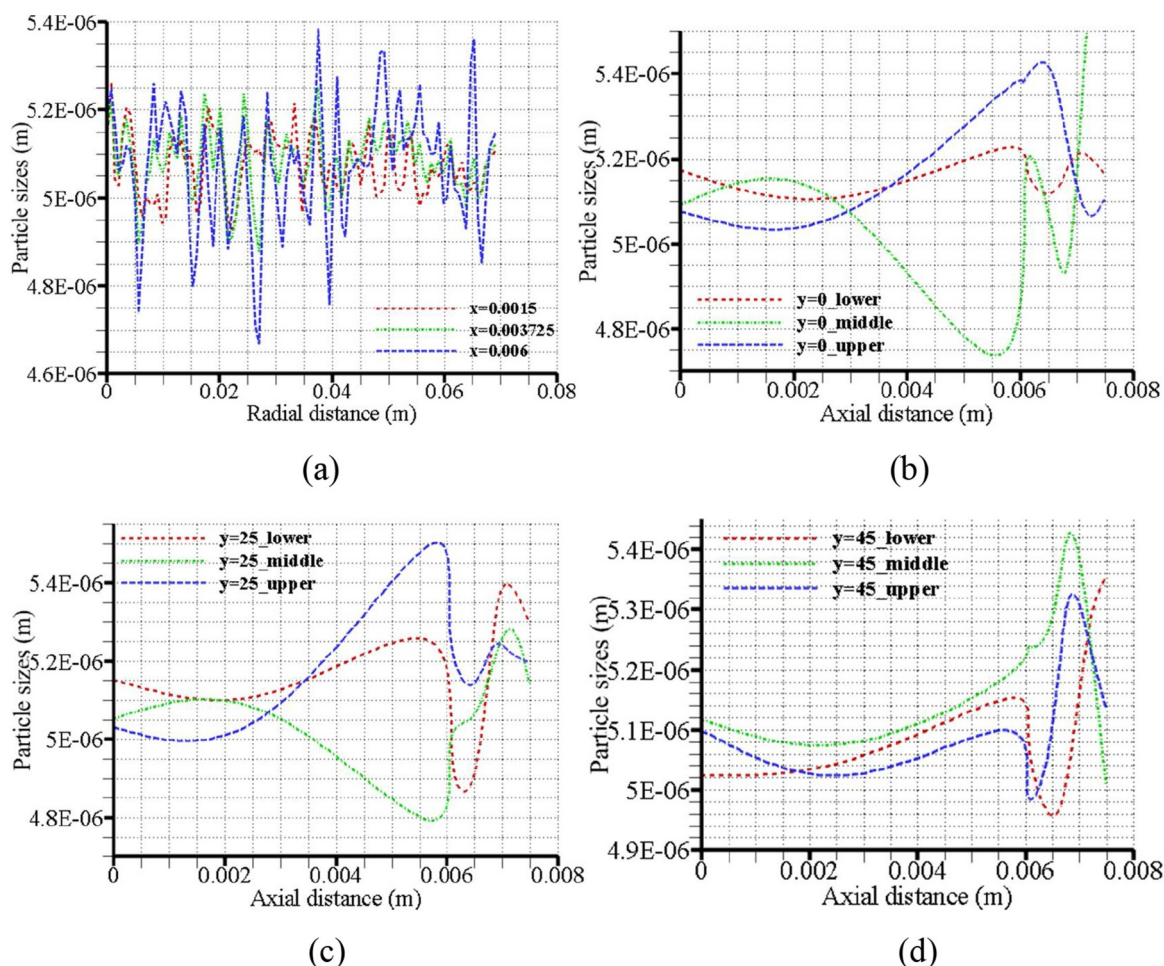 5.4E-06
5.2E-06
5E-06
4.8E-06
4.6E-06
Particle sizes (m)
x=0.0015
x=0.003725
x=0.006
0 0.02 0.04 0.06 0.08
Radial distance (m)
(a)
5.4E-06
5.2E-06
5E-06
4.8E-06
Particle sizes (m)
y=0_lower
y=0_middle
y=0_upper
0 0.002 0.004 0.006 0.008
Axial distance (m)
(b)
y=25_lower
y=25_middle
y=25_upper
5.4E-06
5.2E-06
5E-06
4.8E-06
Particle sizes (m)
0 0.002 0.004 0.006 0.008
Axial distance (m)
(c)
y=45_lower
y=45_middle
y=45_upper
5.4E-06
5.3E-06
5.2E-06
5.1E-06
5E-06
4.9E-06
Particle sizes (m)
0 0.002 0.004 0.006 0.008
Axial distance (m)
(d)